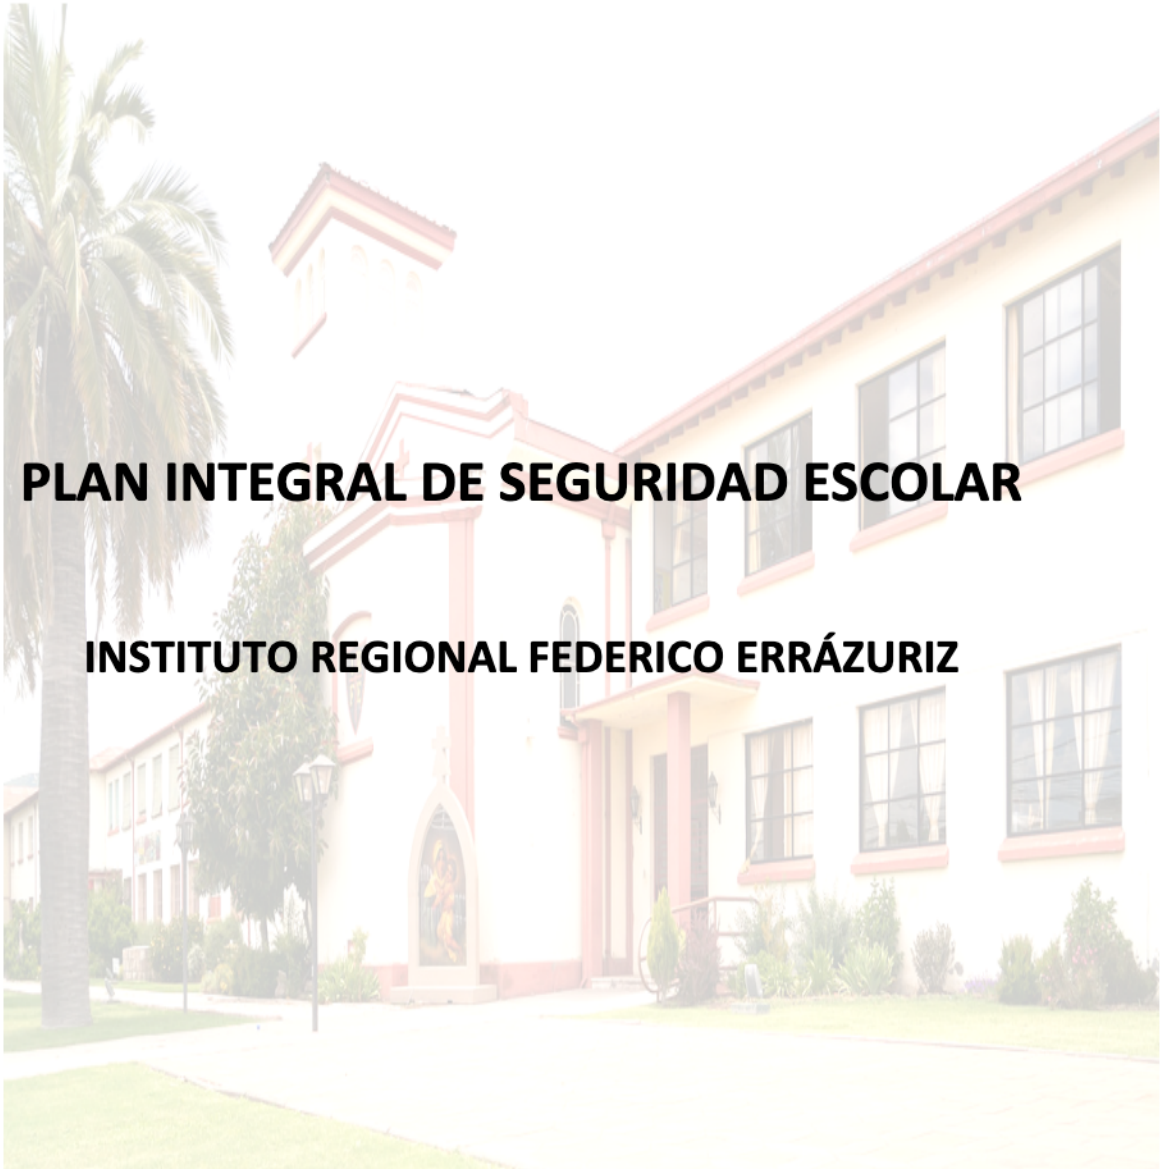 PLAN INTEGRAL DE SEGURIDAD ESCOLAR
INSTITUTO REGIONAL FEDERICO ERRÁZURIZ